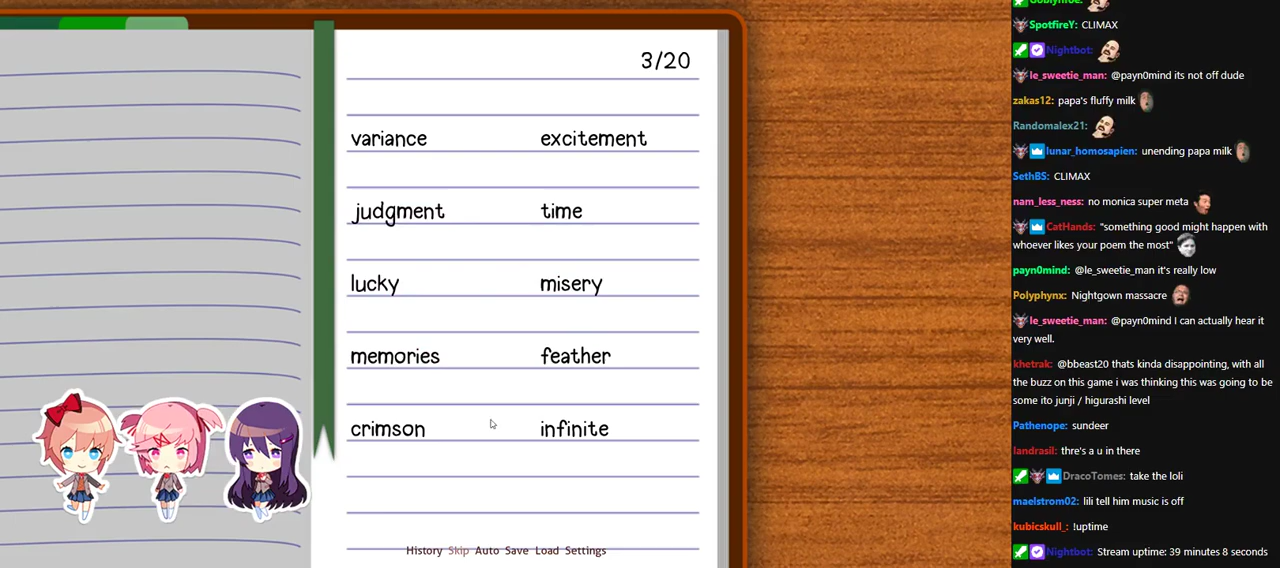 3/20
variance excitement
judgment time
lucky misery
memories feather
crimson infinite
History Skip Auto Save Load Settings
SpotfireY: CLIMAX
Nightbot:
le_sweetie_man: @payn0mind its not off dude
zakas12: papa's fluffy milk
Randomalex21:
lunar_homosapien: unending papa milk
SethBS: CLIMAX
nam_less_ness: no monica super meta
CatHands: "something good might happen with
whoever likes your poem the most"
payn0mind: @le_sweetie_man it's really low
Polyphynx: Nightgown massacre
le_sweetie_man: @payn0mind I can actually hear it
very well.
khetrak: @bbeast20 thats kinda disappointing, with all
the buzz on this game i was thinking this was going to be
some ito junji / higurashi level
Pathenope: sundeer
landrasil: thre's a u in there
DracoTomes: take the loli
maelstrom02: lili tell him music is off
kubicskull_: !uptime
Nightbot: Stream uptime: 39 minutes 8 seconds